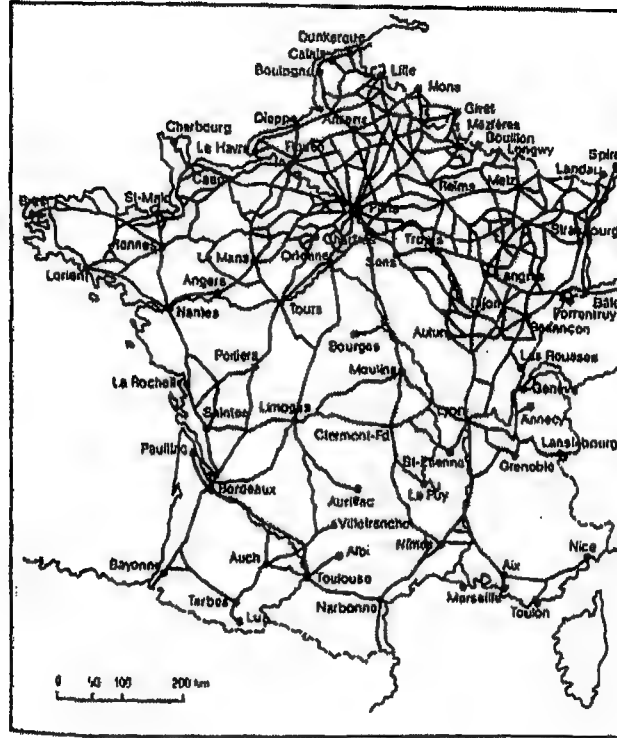 Dunkerque
Calais
Boulogne
Lille
Mons
Dieppe
Amiens
Givet
Mézières
Bouillon
Cherbourg
Le Havre
Rouen
Longwy
Spire
Caen
Reims
Metz
Landau
Brest
St-Malo
Paris
Strasbourg
Rennes
Chartres
Troyes
Le Mans
Orléans
Sens
Langres
Lorient
Angers
Nantes
Tours
Dijon
Porrentruy
Bâle
Bourges
Autun
Besançon
Poitiers
Moulins
Les Rousses
La Rochelle
Genève
Saintes
Limoges
Lyon
Annecy
Clermont-Fd
Pauillac
St-Etienne
Lanslebourg
Grenoble
Bordeaux
Aurillac
Le Puy
Villefranche
Nîmes
Albi
Nice
Bayonne
Auch
Toulouse
Aix
Tarbes
Narbonne
Marseille
Toulon
Luz
0 50 100 200 km